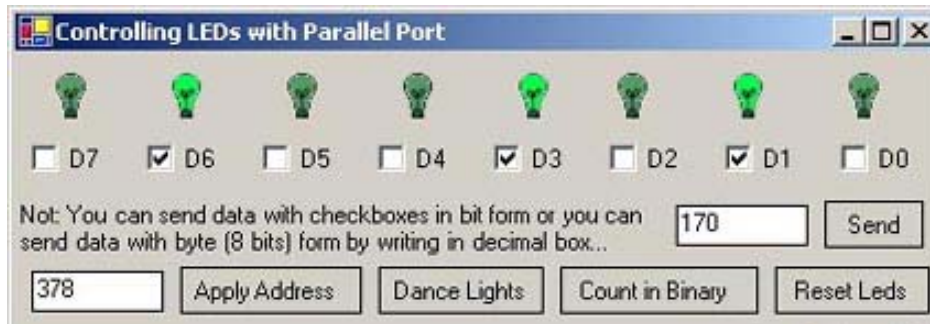 Controlling LEDs with Parallel Port
D7 D6 D5 D4 D3 D2 D1 D0
Not: You can send data with checkboxes in bit form or you can
send data with byte (8 bits) form by writing in decimal box...
170 Send
378 Apply Address Dance Lights Count in Binary Reset Leds